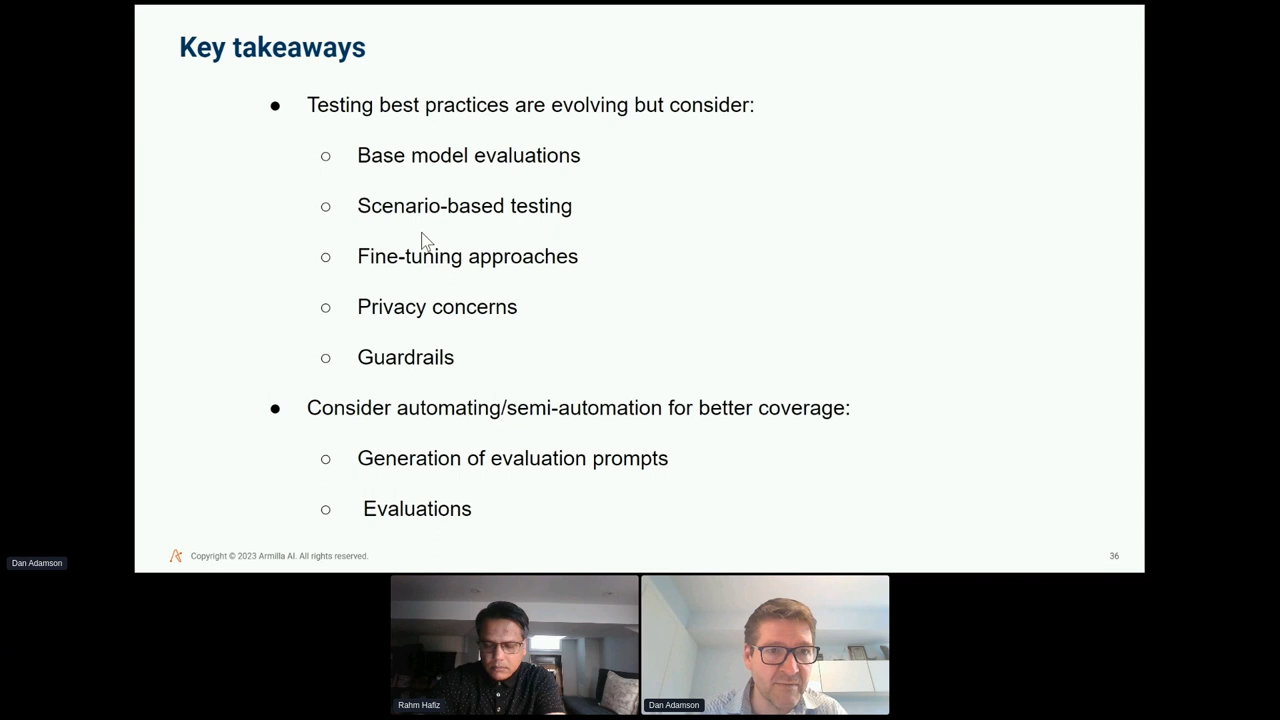 Key takeaways
● Testing best practices are evolving but consider:
○ Base model evaluations
○ Scenario-based testing
○ Fine-tuning approaches
○ Privacy concerns
○ Guardrails
● Consider automating/semi-automation for better coverage:
○ Generation of evaluation prompts
○ Evaluations
Copyright © 2023 Armilla AI. All rights reserved.
36
Dan Adamson
Rahm Hafiz
Dan Adamson